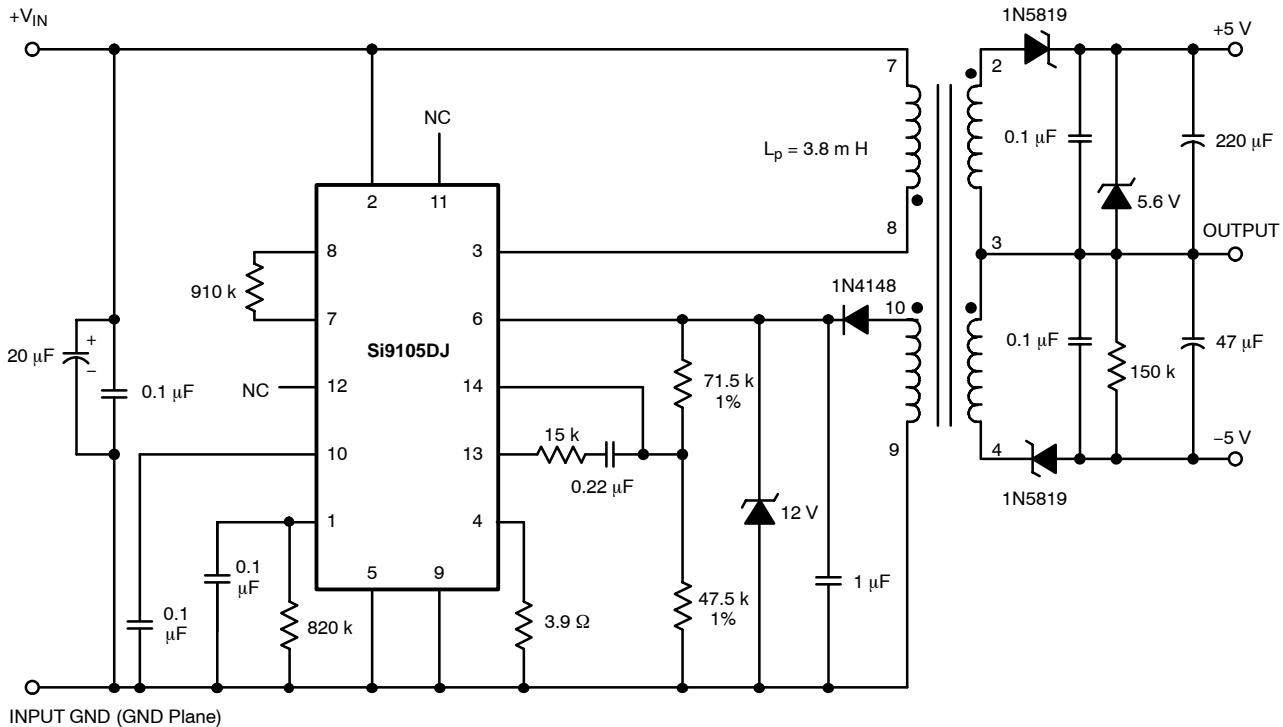 +VIN
1N5819
+5 V
7
2
NC
0.1 μF
220 μF
Lp = 3.8 m H
2
11
5.6 V
8
3
8
3
OUTPUT
910 k
1N4148
10
7
6
Si9105DJ
20 μF
+
−
0.1 μF
47 μF
71.5 k
1%
150 k
NC
12
14
0.1 μF
15 k
10
13
9
4
−5 V
0.22 μF
1N5819
12 V
1
4
0.1
μF
5
9
1 μF
47.5 k
1%
0.1
μF
820 k
3.9 Ω
INPUT GND (GND Plane)